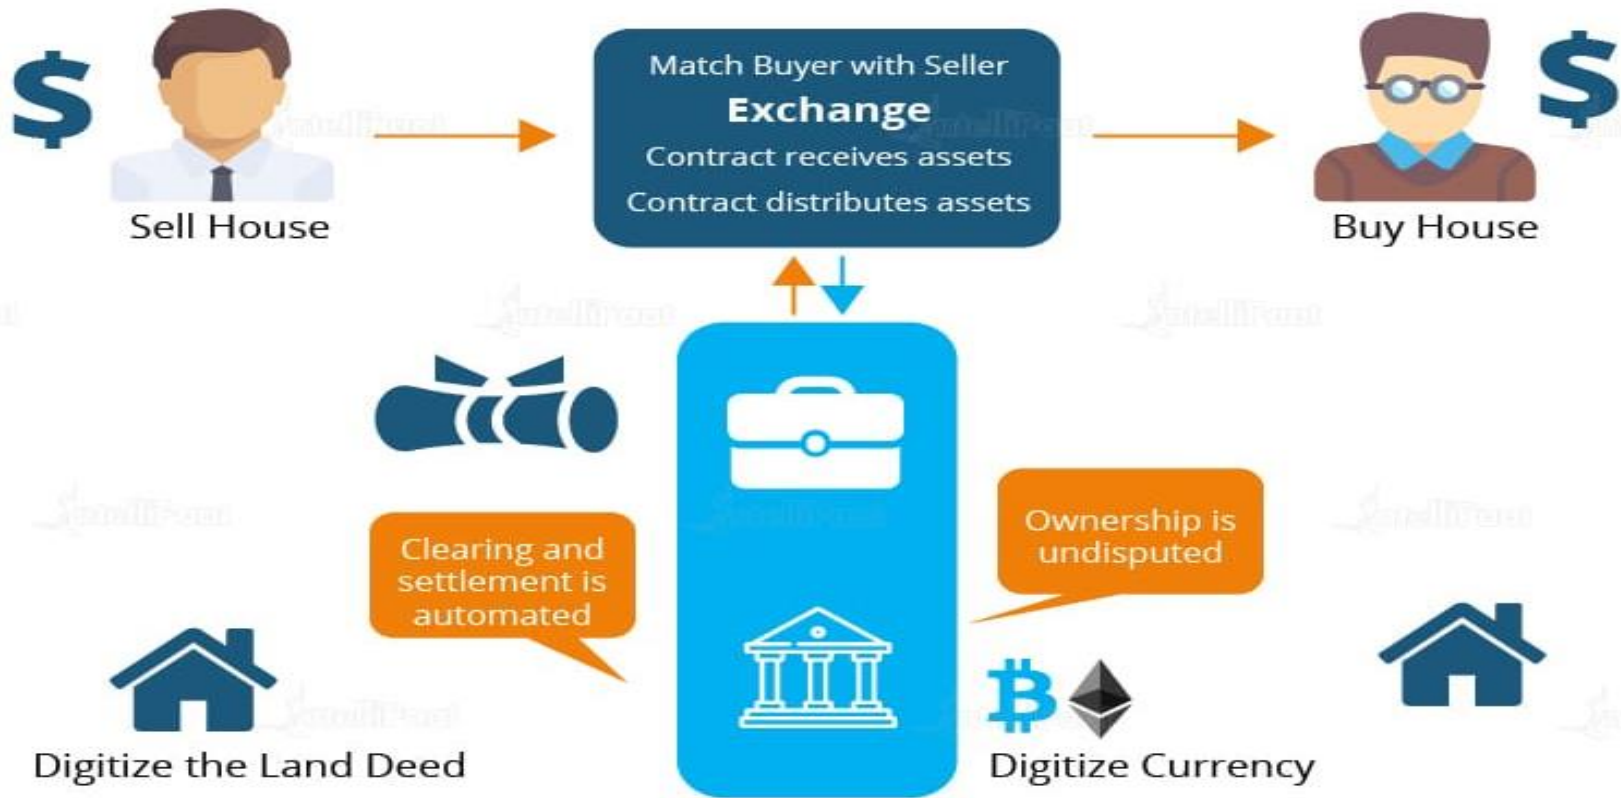 Match Buyer with Seller
Exchange
Contract receives assets
Contract distributes assets
Sell House
Buy House
Clearing and
settlement is
automated
Ownership is
undisputed
Digitize the Land Deed
Digitize Currency